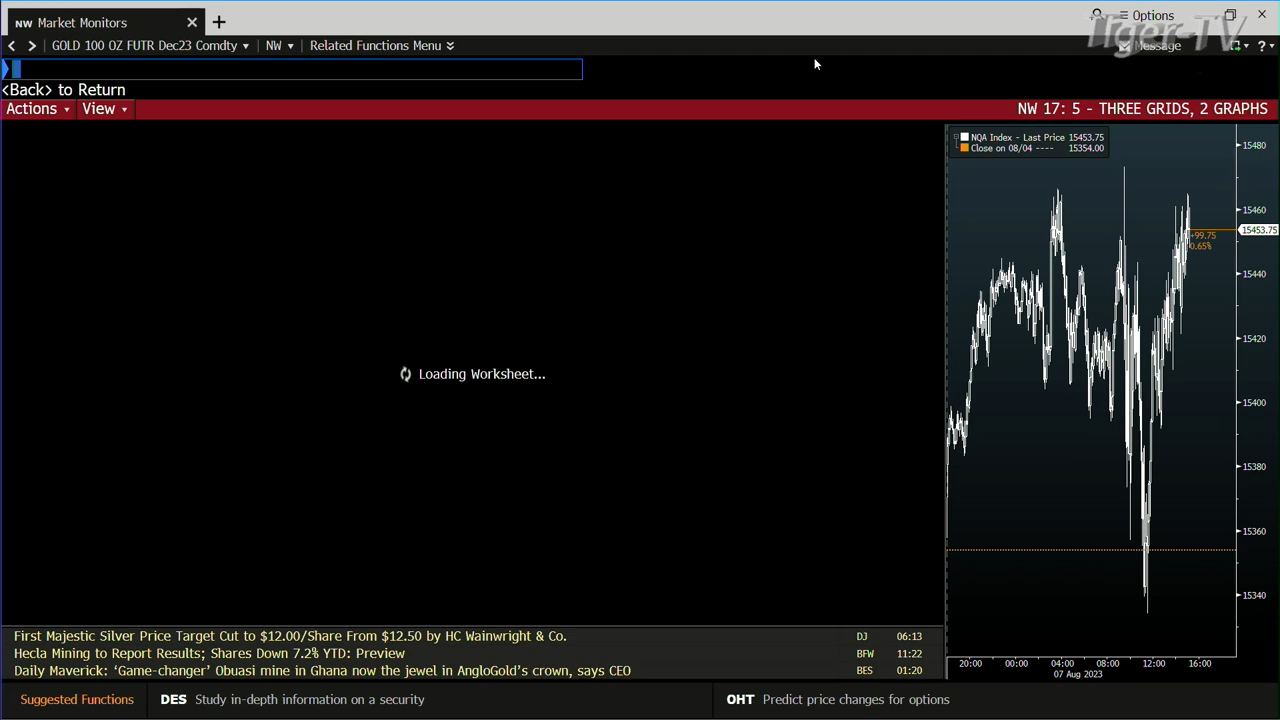 NW Market Monitors
Options
Tiger-TV
GOLD 100 OZ FUTR Dec23 Comdty
NW
Related Functions Menu
Message
?
<Back> to Return
Actions
View
NW 17: 5 - THREE GRIDS, 2 GRAPHS
NQA Index - Last Price 15453.75
Close on 08/04 ---- 15354.00
15480
15460
15453.75
+99.75
0.65%
15440
15420
15400
15380
15360
15340
Loading Worksheet...
20:00 00:00 04:00 08:00 12:00 16:00
07 Aug 2023
First Majestic Silver Price Target Cut to $12.00/Share From $12.50 by HC Wainwright & Co. DJ 06:13
Hecla Mining to Report Results; Shares Down 7.2% YTD: Preview BFW 11:22
Daily Maverick: ‘Game-changer’ Obuasi mine in Ghana now the jewel in AngloGold’s crown, says CEO BES 01:20
Suggested Functions DES Study in-depth information on a security OHT Predict price changes for options